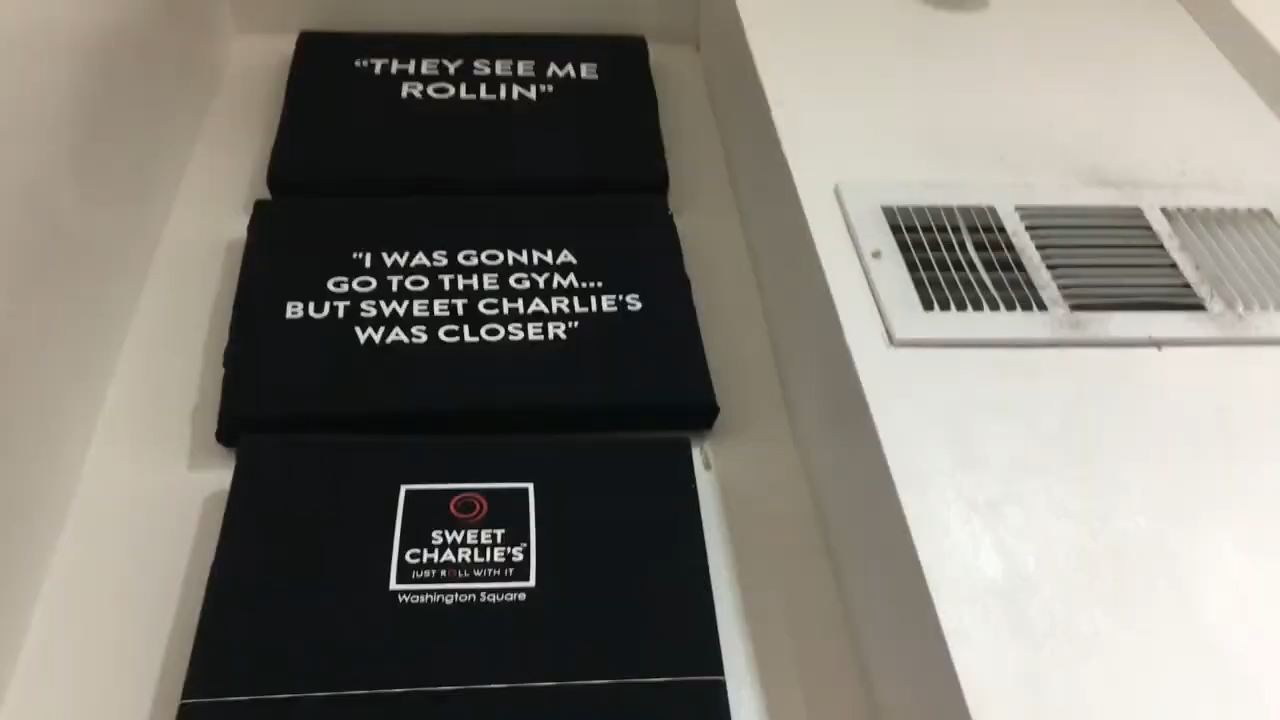 “THEY SEE ME
ROLLIN”
"I WAS GONNA
GO TO THE GYM...
BUT SWEET CHARLIE'S
WAS CLOSER"
SWEET
CHARLIE'S™
JUST ROLL WITH IT
Washington Square